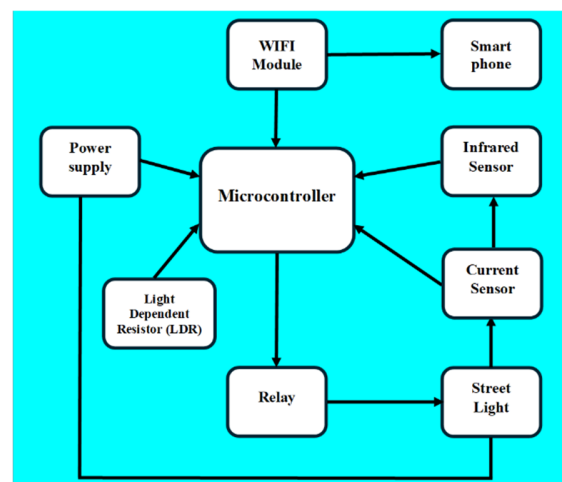 WIFI
Module
Smart
phone
Power
supply
Microcontroller
Infrared
Sensor
Light
Dependent
Resistor (LDR)
Current
Sensor
Relay
Street
Light